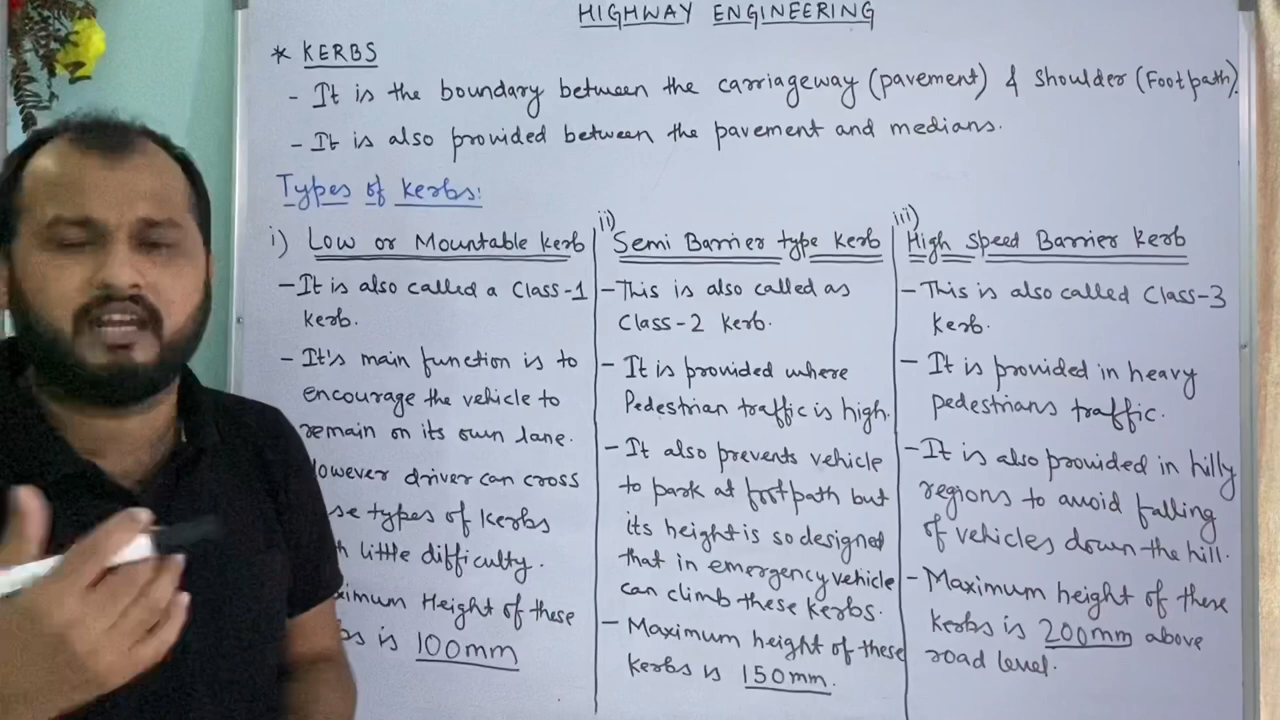 HIGHWAY ENGINEERING
* KERBS
- It is the boundary between the carriageway (pavement) & shoulder (Footpath).
- It is also provided between the pavement and medians.
Types of Kerbs:
i) Low or Mountable Kerb
- It is also called a Class-1
Kerb.
- It's main function is to
encourage the vehicle to
remain on its own lane.
However driver can cross
types of Kerbs
little difficulty.
Height of these
is 100mm
ii) Semi Barrier type Kerb
- This is also called as
Class-2 Kerb.
- It is provided where
Pedestrian traffic is high.
- It also prevents vehicle
to park at footpath but
its height is so designed
that in emergency vehicle
can climb these Kerbs.
- Maximum height of these
Kerbs is 150mm.
iii) High Speed Barrier Kerb
- This is also called Class-3
Kerb.
- It is provided in heavy
pedestrians traffic.
- It is also provided in hilly
regions to avoid falling
of vehicles down the hill.
- Maximum height of these
Kerbs is 200mm above
road level.